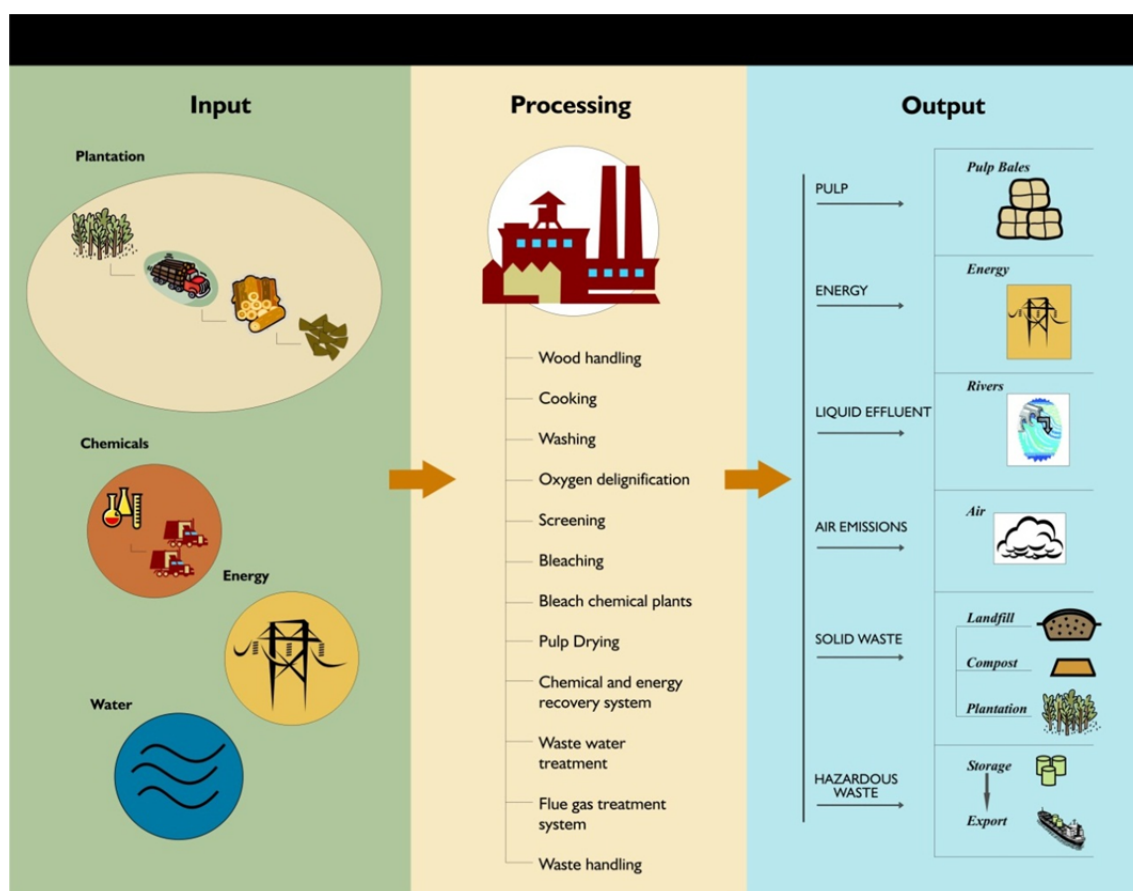 Input
Plantation
Chemicals
Energy
Water
Processing
Wood handling
Cooking
Washing
Oxygen delignification
Screening
Bleaching
Bleach chemical plants
Pulp Drying
Chemical and energy
recovery system
Waste water
treatment
Flue gas treatment
system
Waste handling
Output
PULP
Pulp Bales
ENERGY
Energy
LIQUID EFFLUENT
Rivers
AIR EMISSIONS
Air
SOLID WASTE
Landfill
Compost
Plantation
HAZARDOUS
WASTE
Storage
Export